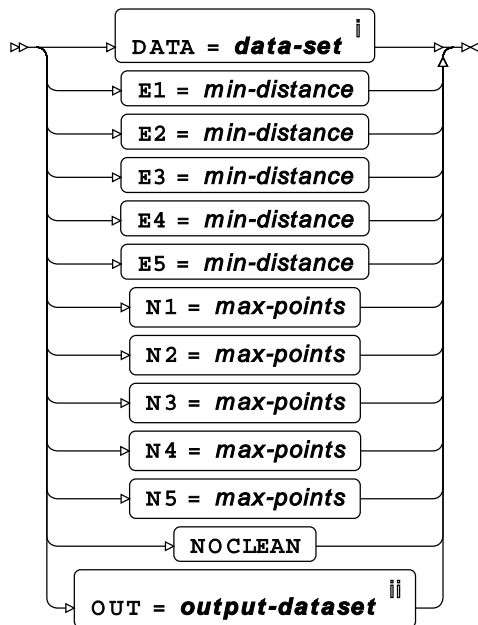 DATA = data-set i
E1 = min-distance
E2 = min-distance
E3 = min-distance
E4 = min-distance
E5 = min-distance
N1 = max-points
N2 = max-points
N3 = max-points
N4 = max-points
N5 = max-points
NOCLEAN
OUT = output-dataset ii